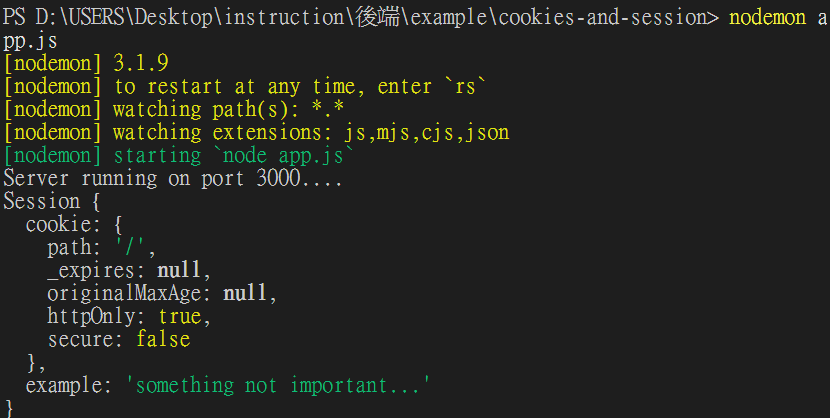 PS D:\USERS\Desktop\instruction\後端\example\cookies-and-session> nodemon a
pp.js
[nodemon] 3.1.9
[nodemon] to restart at any time, enter `rs`
[nodemon] watching path(s): *.*
[nodemon] watching extensions: js,mjs,cjs,json
[nodemon] starting `node app.js`
Server running on port 3000....
Session {
  cookie: {
    path: '/',
    _expires: null,
    originalMaxAge: null,
    httpOnly: true,
    secure: false
  },
  example: 'something not important...'
}